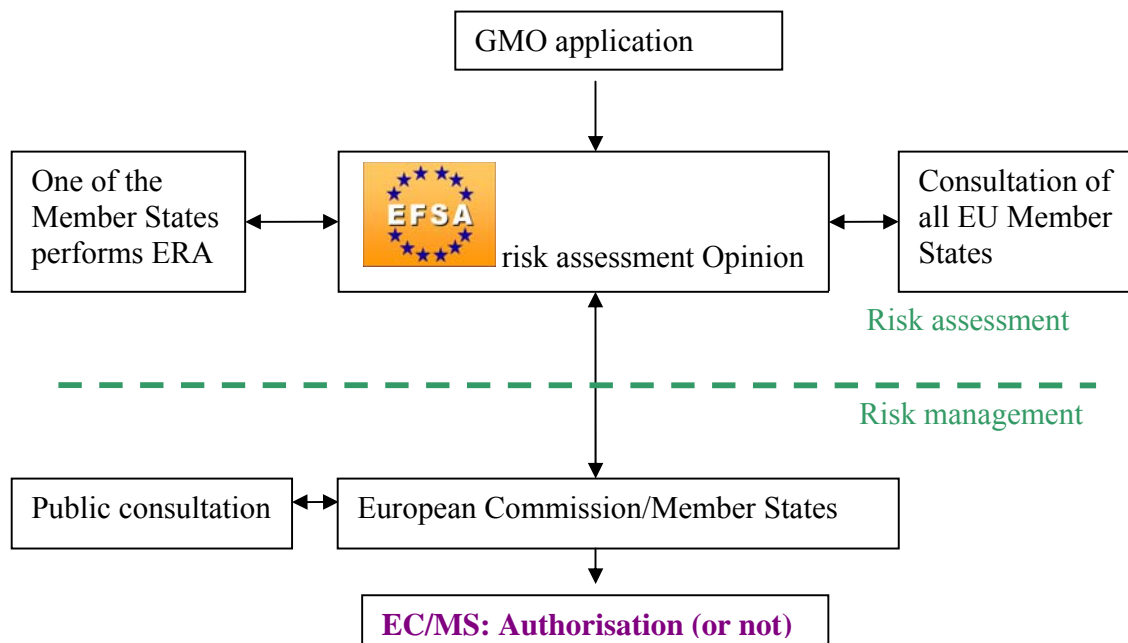 GMO application
One of the
Member States
performs ERA
EFSA
risk assessment Opinion
Consultation of
all EU Member
States
Risk assessment
Risk management
Public consultation
European Commission/Member States
EC/MS: Authorisation (or not)